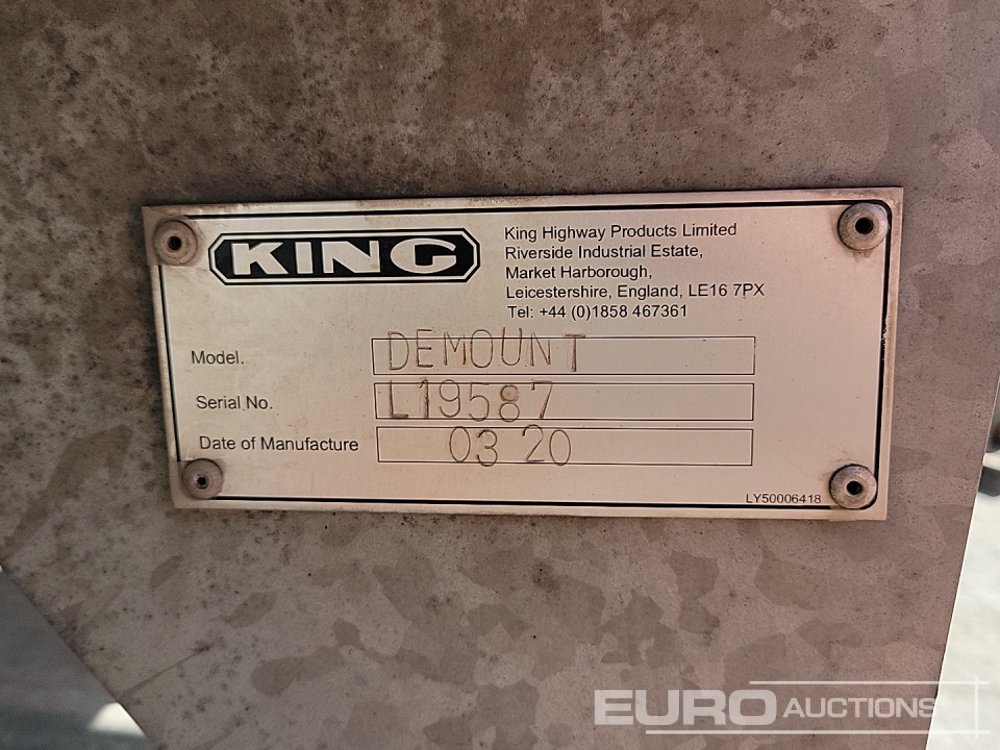 KING
King Highway Products Limited
Riverside Industrial Estate,
Market Harborough,
Leicestershire, England, LE16 7PX
Tel: +44 (0)1858 467361
Model. DEMOUNT
Serial No. L19587
Date of Manufacture 03 20
LY50006418
EURO AUCTIONS